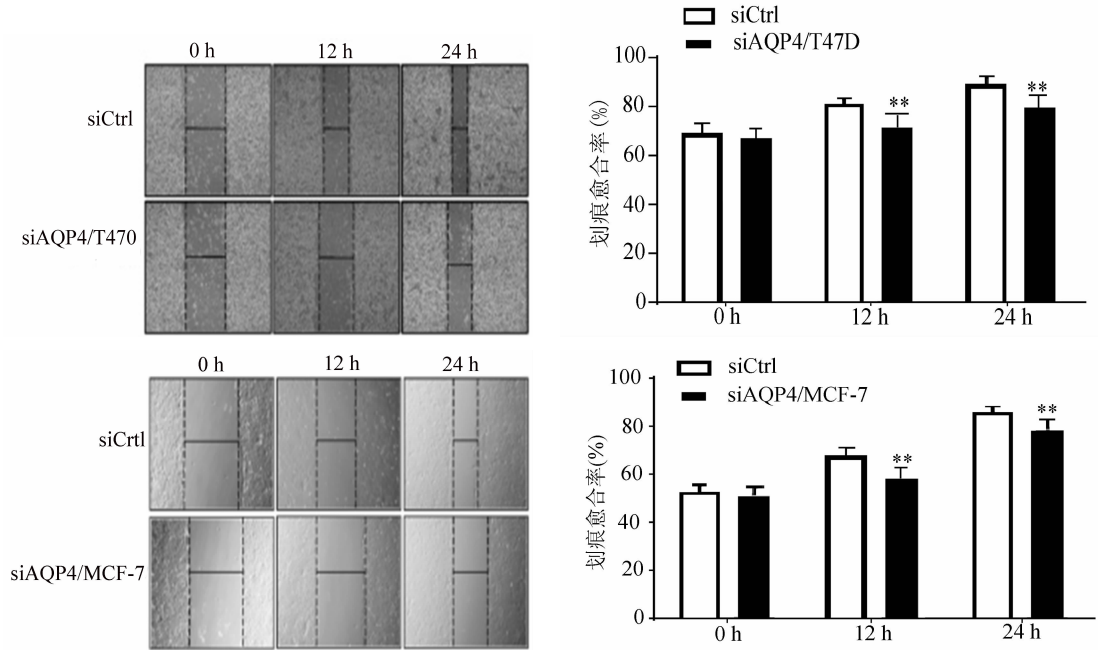 0 h 12 h 24 h
siCtrl
siAQP4/T470
siCtrl
siAQP4/T47D
划痕愈合率(%)
100
80
60
40
20
0
** **
0 h 12 h 24 h
0 h 12 h 24 h
siCrtl
siAQP4/MCF-7
siCtrl
siAQP4/MCF-7
划痕愈合率(%)
100
80
60
40
20
0
** **
0 h 12 h 24 h